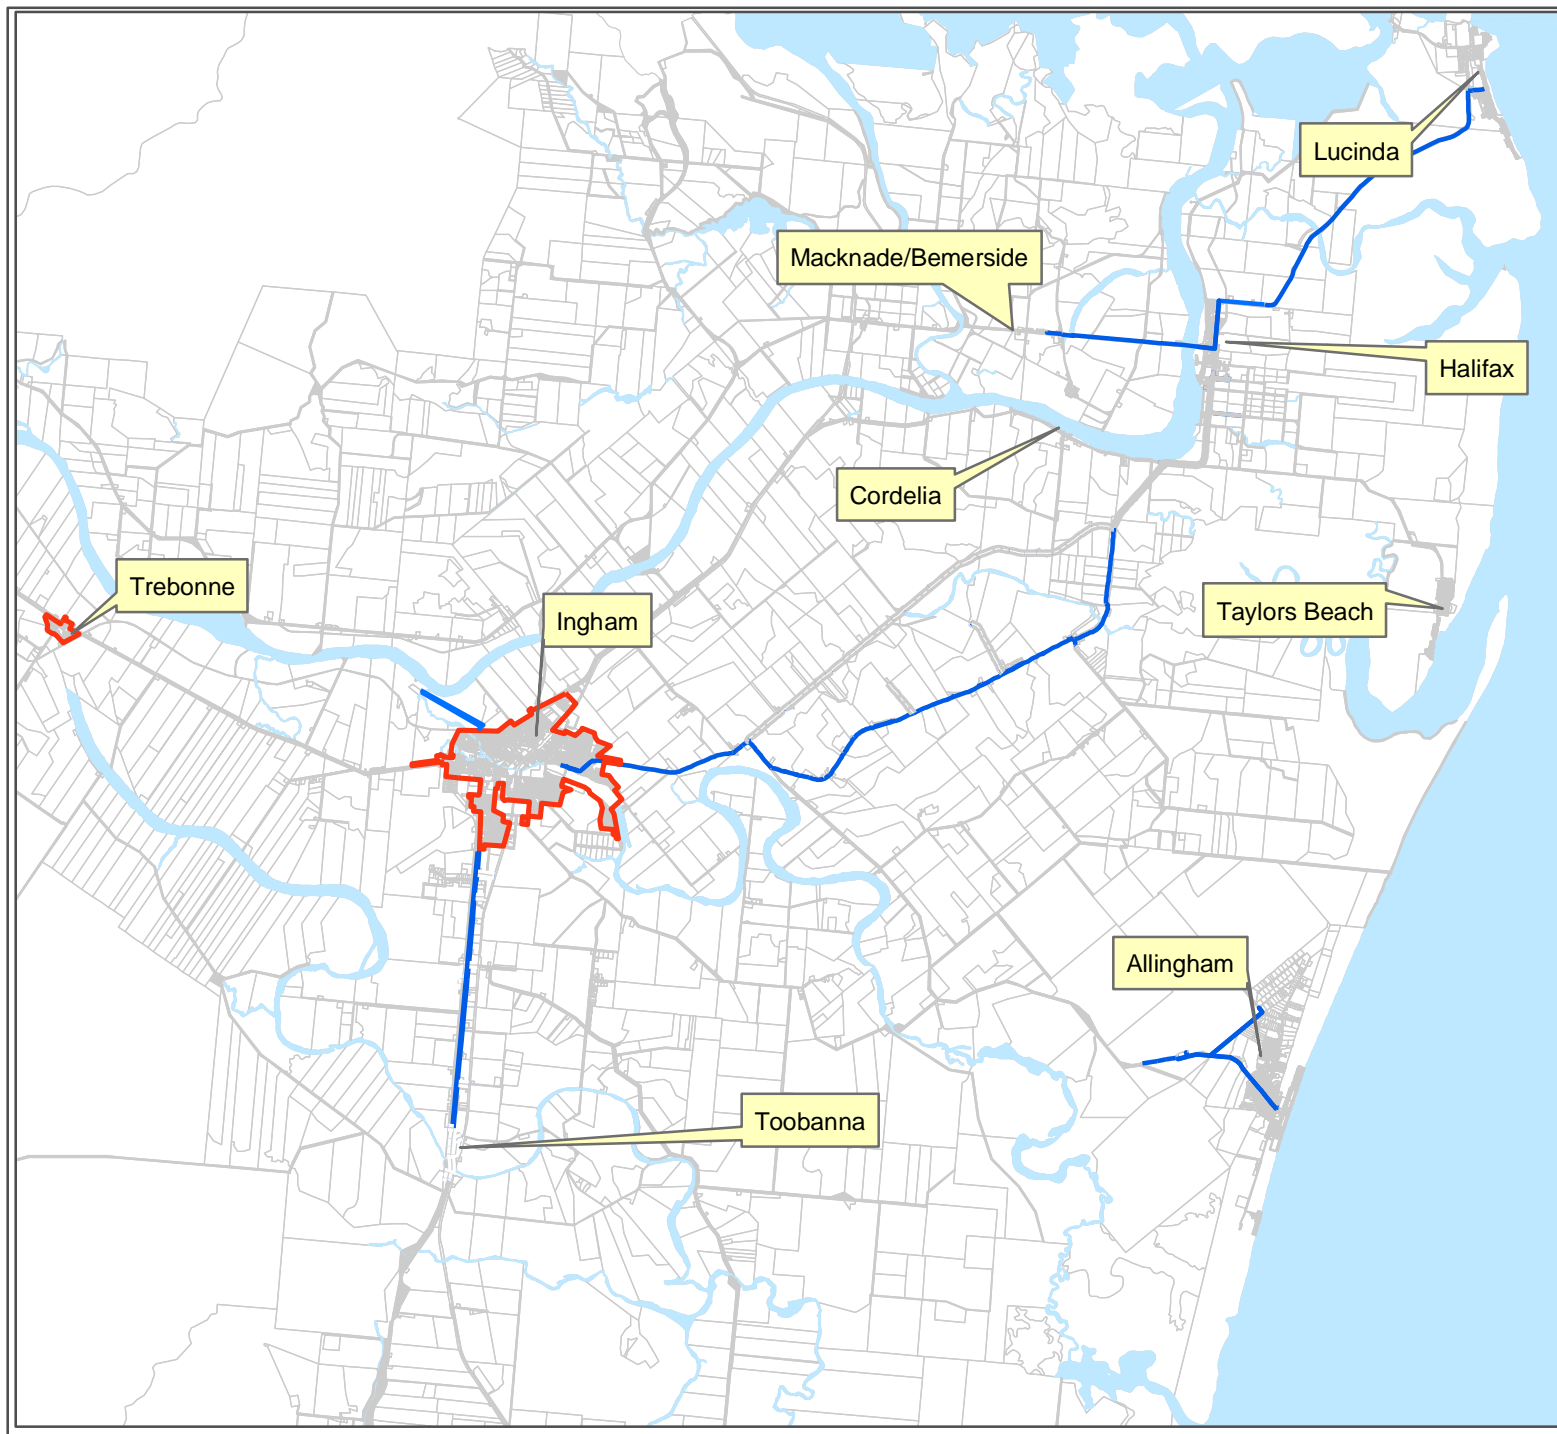 Lucinda
Macknade/Bemerside
Halifax
Cordelia
Trebonne
Ingham
Taylors Beach
Allingham
Toobanna